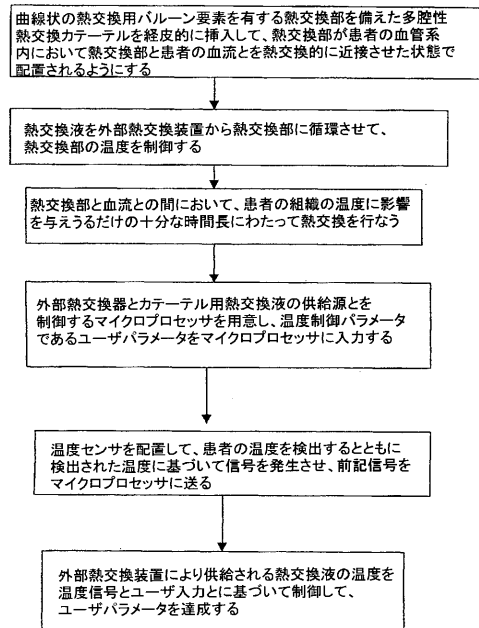 曲線状の熱交換用バルーン要素を有する熱交換部を備えた多腔性
熱交換カテーテルを経皮的に挿入して、熱交換部が患者の血管系
内において熱交換部と患者の血流とを熱交換的に近接させた状態で
配置されるようにする
熱交換液を外部熱交換装置から熱交換部に循環させて、
熱交換部の温度を制御する
熱交換部と血流との間において、患者の組織の温度に影響
を与えうるだけの十分な時間長にわたって熱交換を行なう
外部熱交換器とカテーテル用熱交換液の供給源とを
制御するマイクロプロセッサを用意し、温度制御パラメータ
であるユーザパラメータをマイクロプロセッサに入力する
温度センサを配置して、患者の温度を検出するとともに
検出された温度に基づいて信号を発生させ、前記信号を
マイクロプロセッサに送る
外部熱交換装置により供給される熱交換液の温度を
温度信号とユーザ入力とに基づいて制御して、
ユーザパラメータを達成する